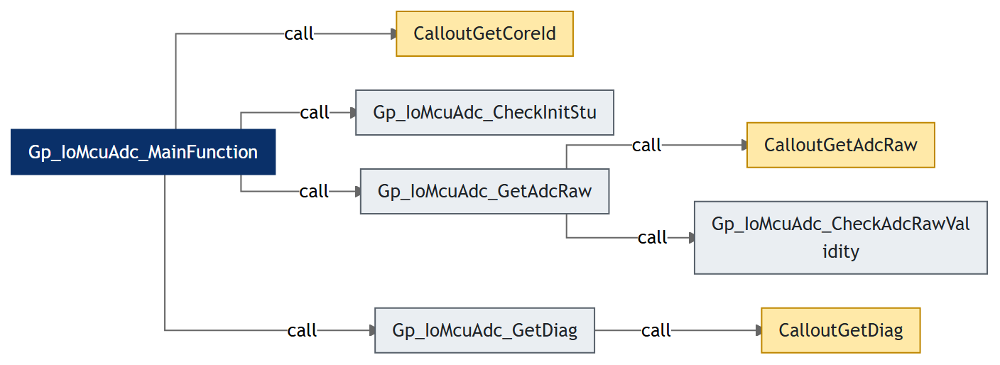 call
CalloutGetCoreId
call
Gp_IoMcuAdc_CheckInitStu
Gp_IoMcuAdc_MainFunction
call
CalloutGetAdcRaw
call
Gp_IoMcuAdc_GetAdcRaw
call
Gp_IoMcuAdc_CheckAdcRawVal
idity
call
Gp_IoMcuAdc_GetDiag
call
CalloutGetDiag